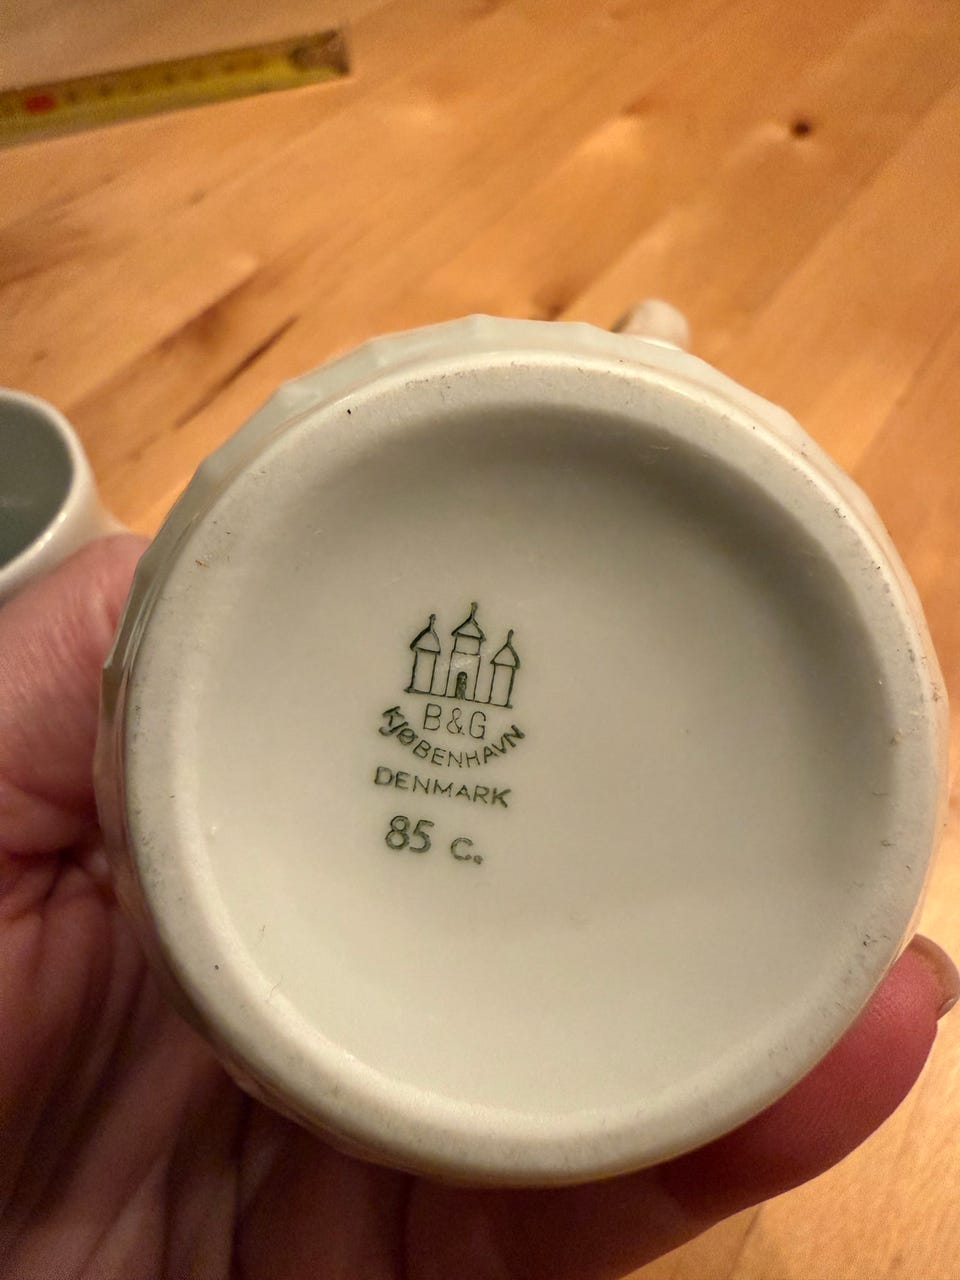 B&G
KJØBENHAVN
DENMARK
85 C.